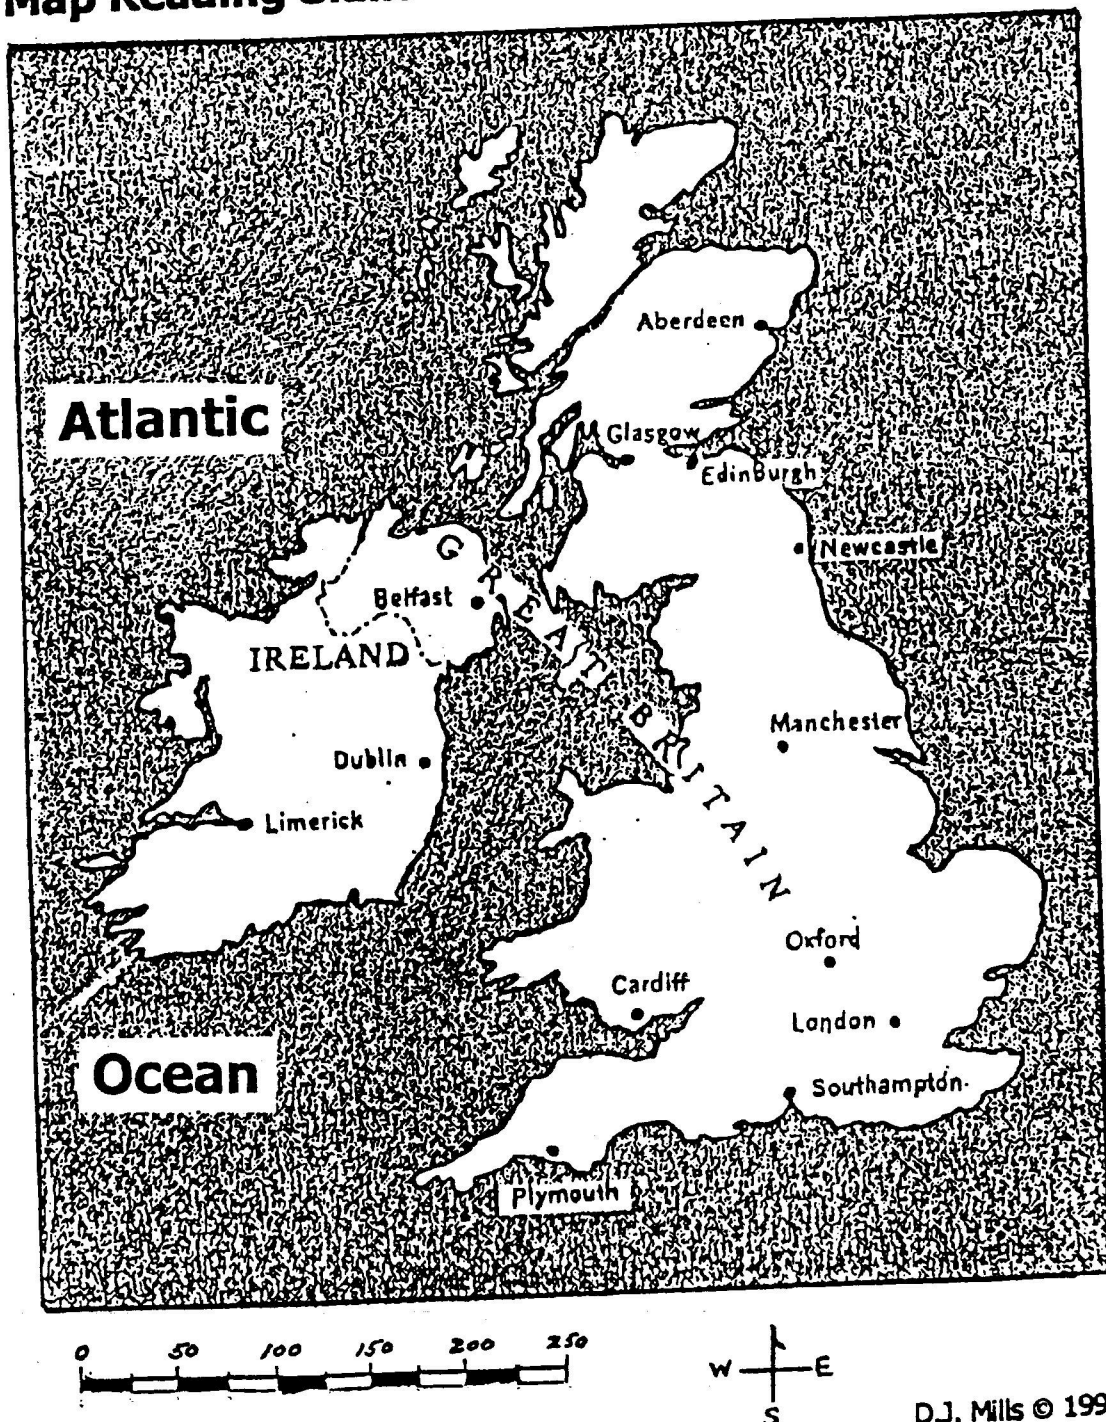 Map Reading
Aberdeen
Atlantic
Glasgow
Edinburgh
GREAT BRITAIN
Newcastle
Belfast
IRELAND
Manchester
Dublin
Limerick
Oxford
Cardiff
London
Ocean
Southampton.
Plymouth
0 50 100 150 200 250
W E
S
D.J. Mills © 199